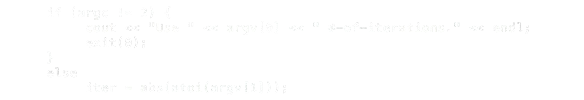 if (argc != 2) {
cout << "Use " << argv[0] << " <#-of-iterations>" << endl;
exit(0);
}
else
iter = abs(atoi(argv[1]));